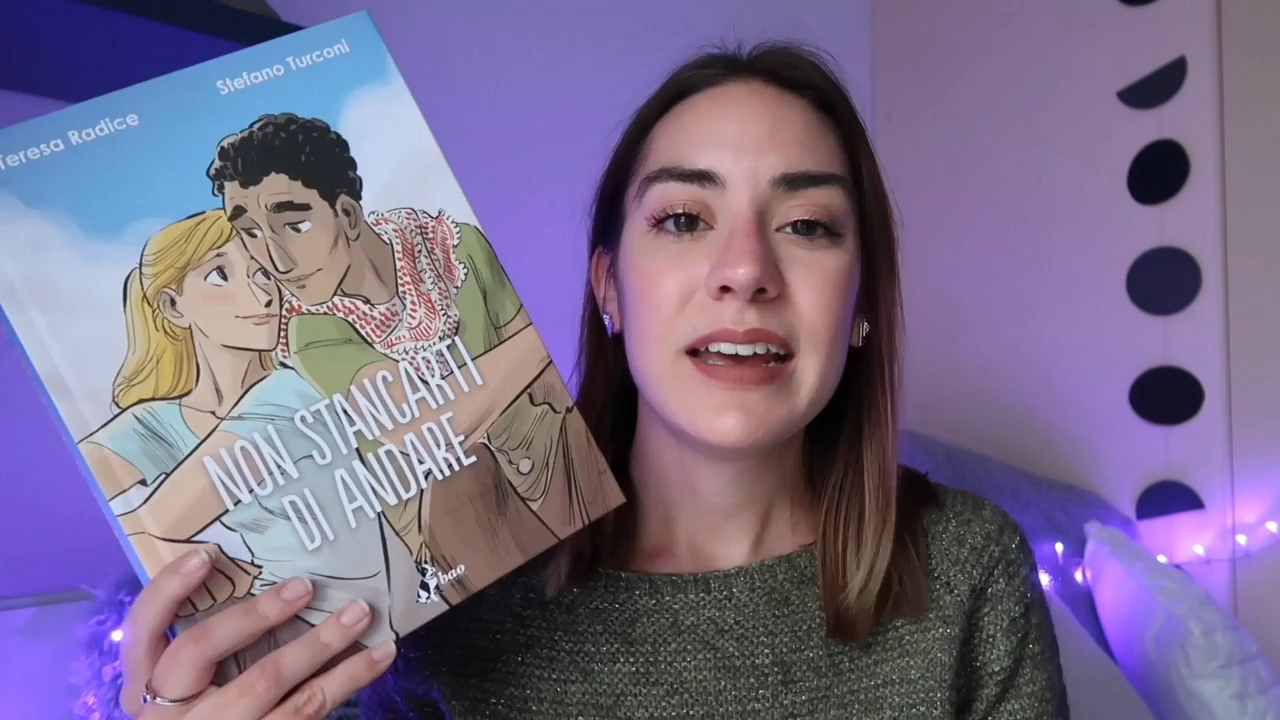 Teresa Radice
Stefano Turconi
NON STANCARTI
DI ANDARE
bao